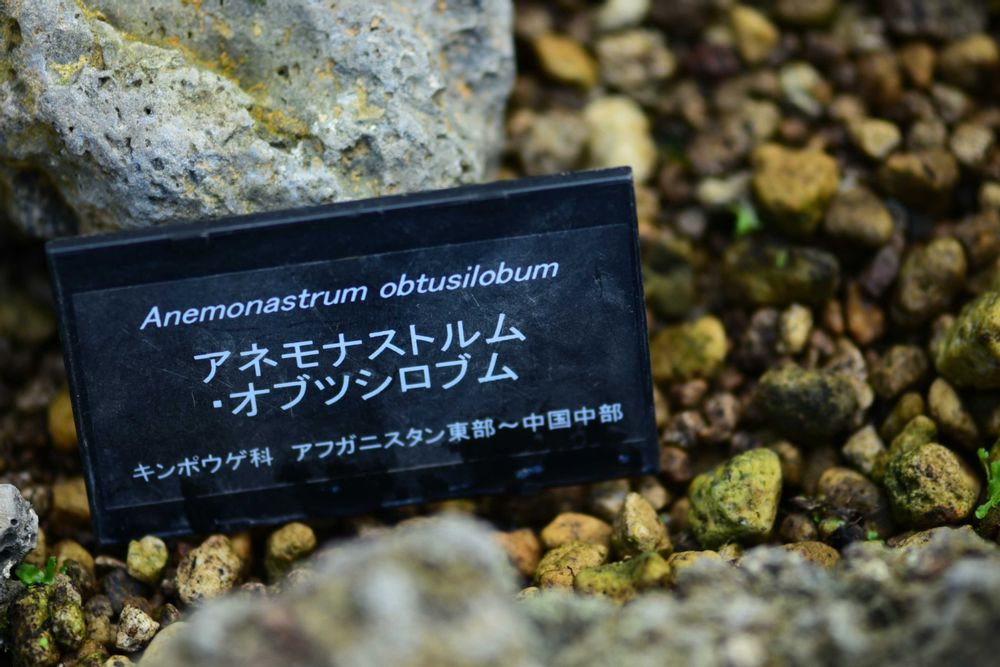 Anemonastrum obtusilobum
アネモナストルム
・オブツシロブム
キンポウゲ科 アフガニスタン東部～中国中部